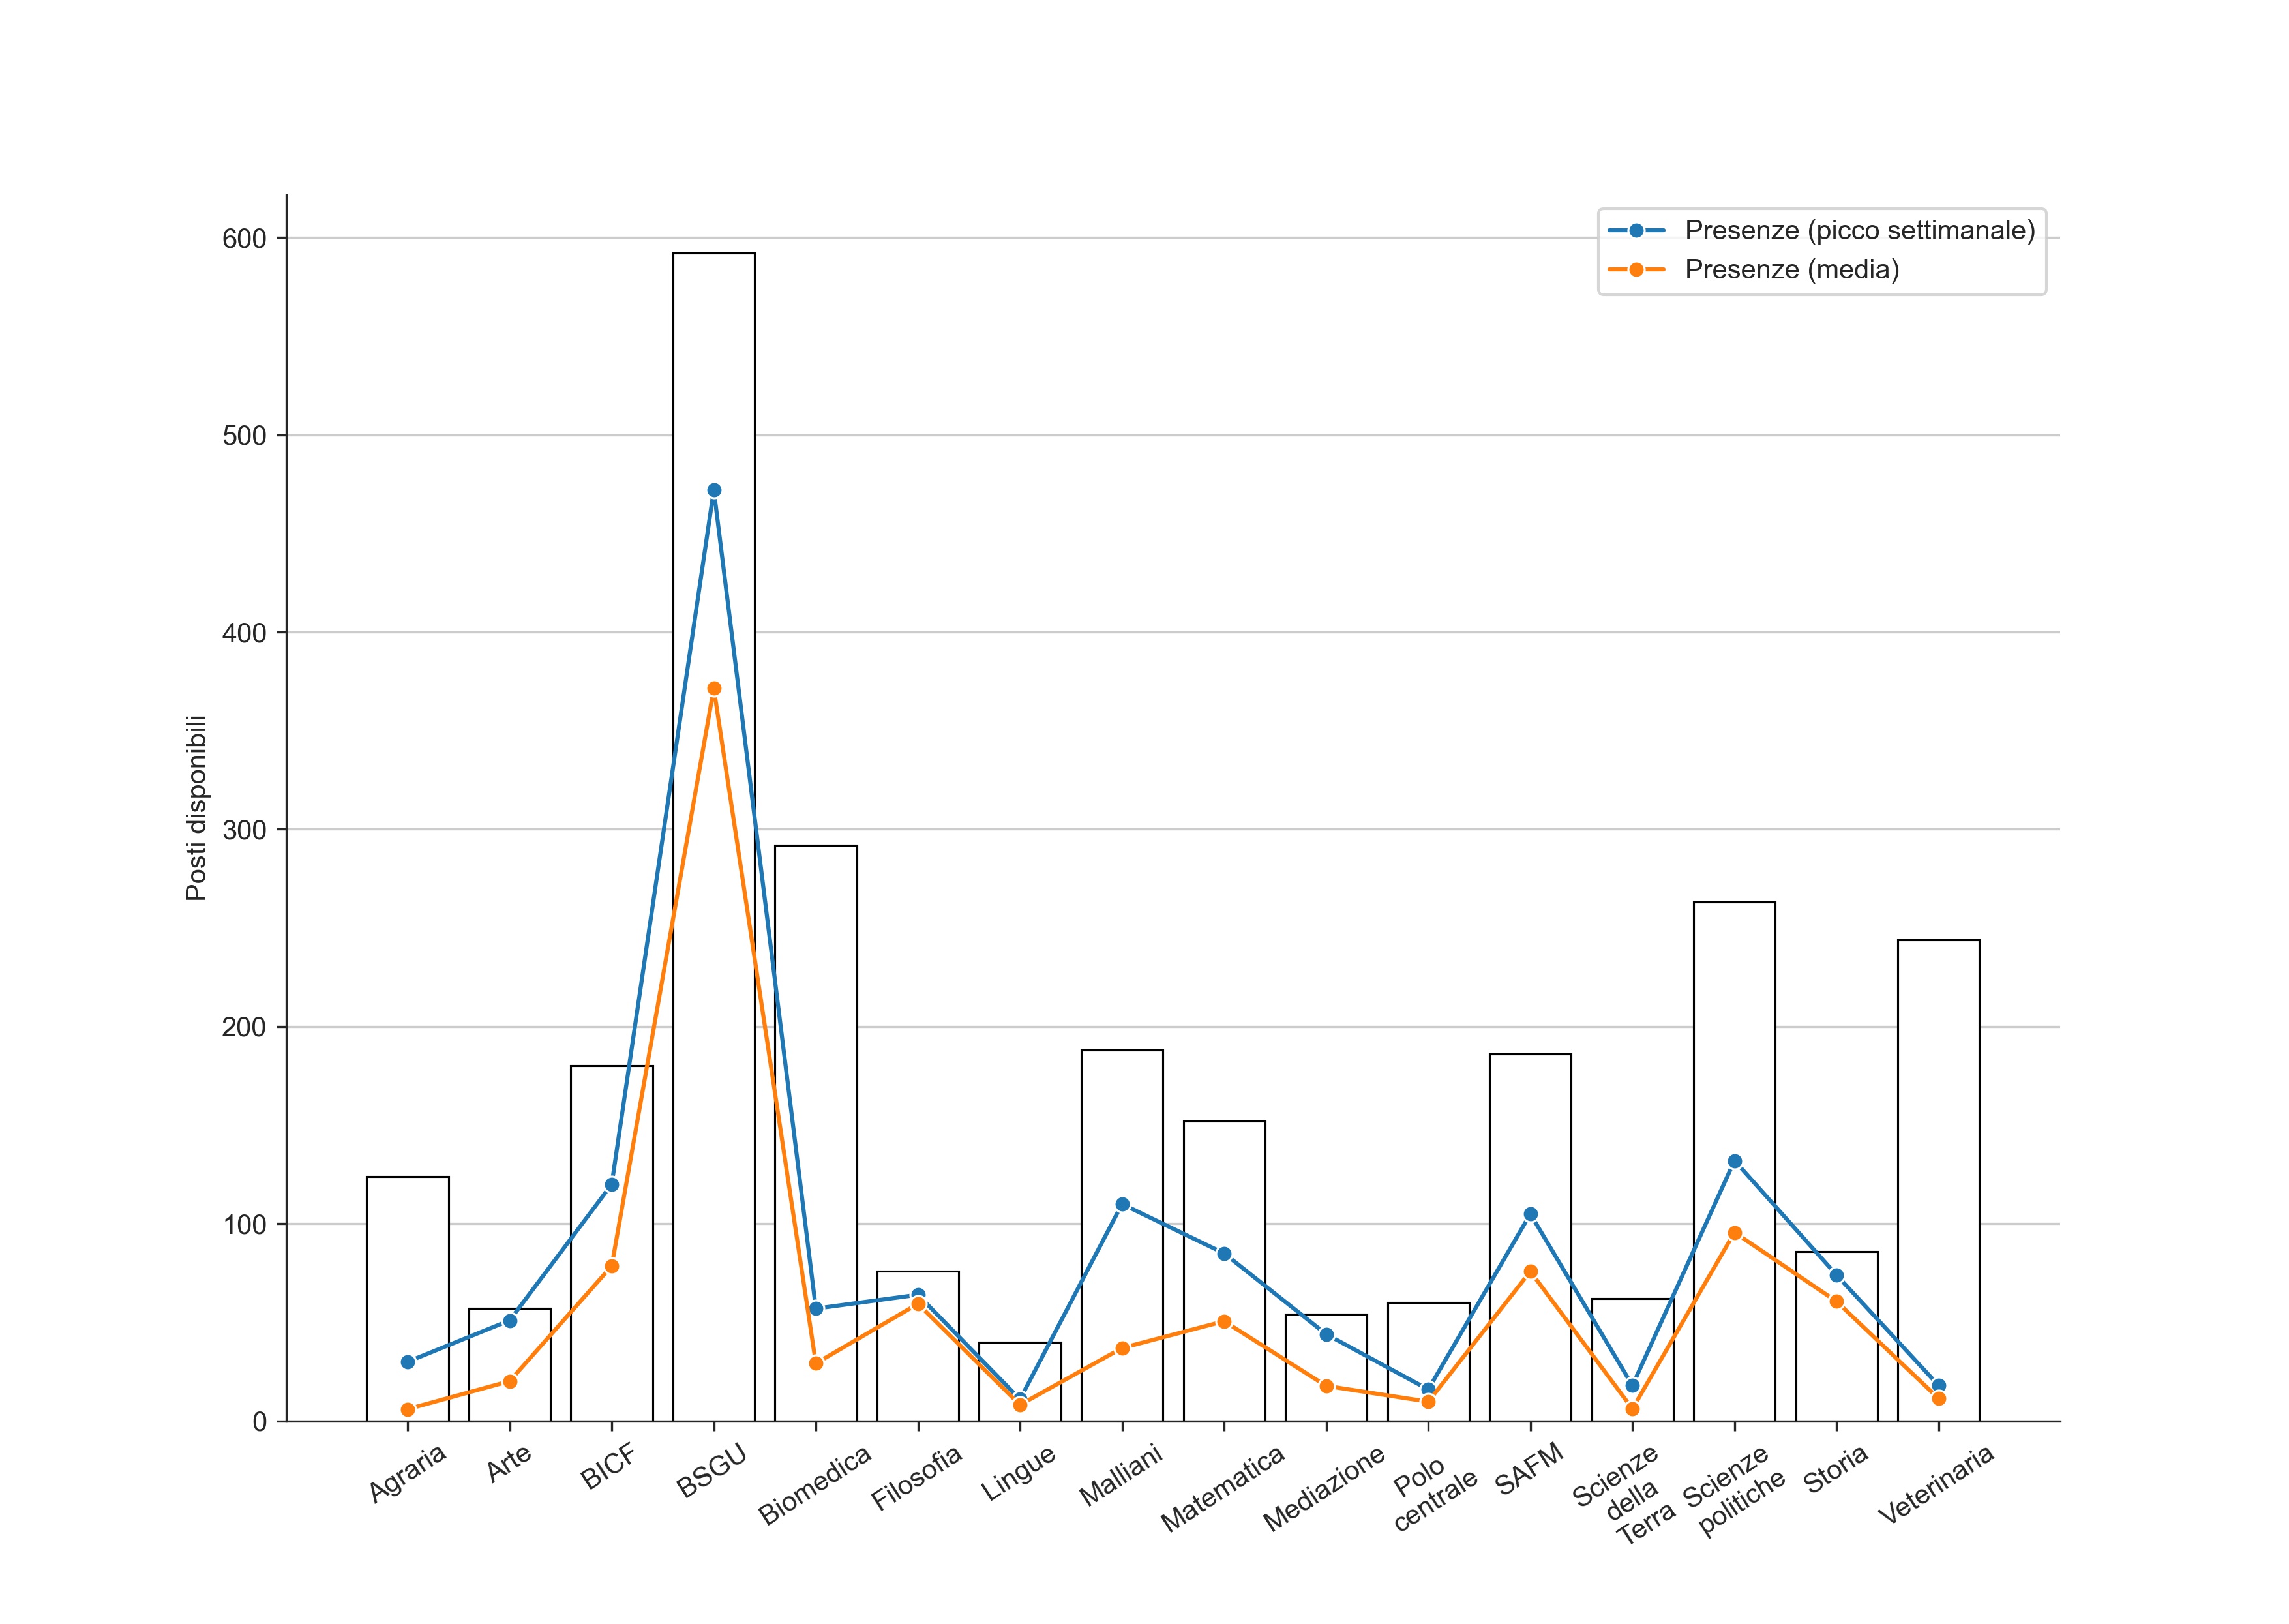 Presenze (picco settimanale)
Presenze (media)
Posti disponibili
600
500
400
300
200
100
0
Agraria
Arte
BICF
BSGU
Biomedica
Filosofia
Lingue
Malliani
Matematica
Mediazione
Polo
centrale
SAFM
Scienze
della
Terra
Scienze
politiche
Storia
Veterinaria